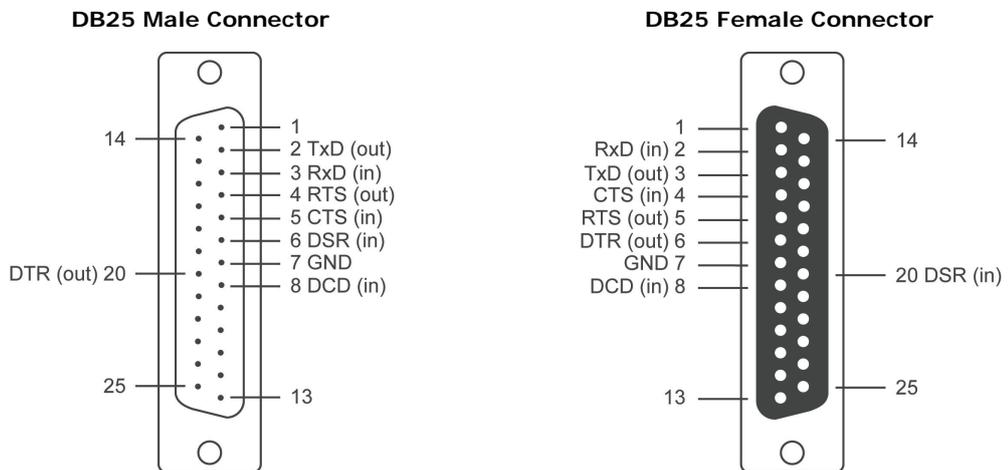 DB25 Male Connector
14
1
2 TxD (out)
3 RxD (in)
4 RTS (out)
5 CTS (in)
6 DSR (in)
7 GND
DTR (out) 20
8 DCD (in)
25
13
DB25 Female Connector
1
14
RxD (in) 2
TxD (out) 3
CTS (in) 4
RTS (out) 5
DTR (out) 6
GND 7
20 DSR (in)
DCD (in) 8
25
13